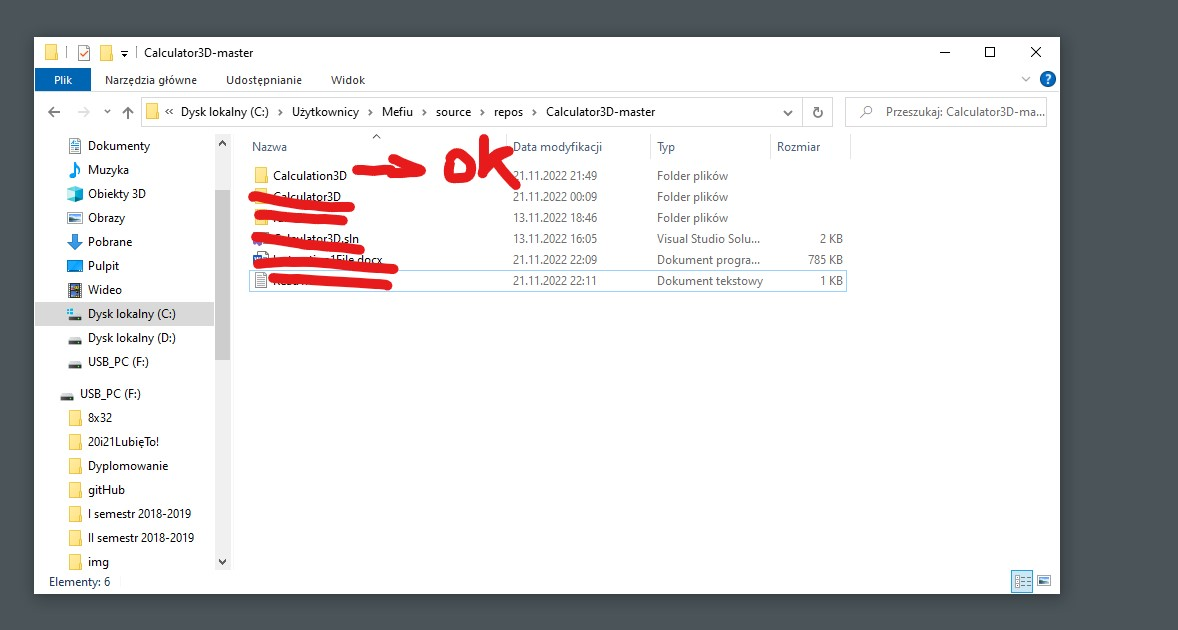 Calculator3D-master
Plik Narzędzia główne Udostępnianie Widok
« Dysk lokalny (C:) > Użytkownicy > Mefiu > source > repos > Calculator3D-master Przeszukaj: Calculator3D-ma...
Nazwa Data modyfikacji Typ Rozmiar
Calculation3D ok 21.11.2022 21:49 Folder plików
Calculator3D 21.11.2022 00:09 Folder plików
13.11.2022 18:46 Folder plików
Calculator3D.sln 13.11.2022 16:05 Visual Studio Solu... 2 KB
21.11.2022 22:09 Dokument progra... 785 KB
21.11.2022 22:11 Dokument tekstowy 1 KB
Dokumenty
Muzyka
Obiekty 3D
Obrazy
Pobrane
Pulpit
Wideo
Dysk lokalny (C:)
Dysk lokalny (D:)
USB_PC (F:)
USB_PC (F:)
8x32
20i21LubięTo!
Dyplomowanie
gitHub
I semestr 2018-2019
II semestr 2018-2019
img
Elementy: 6